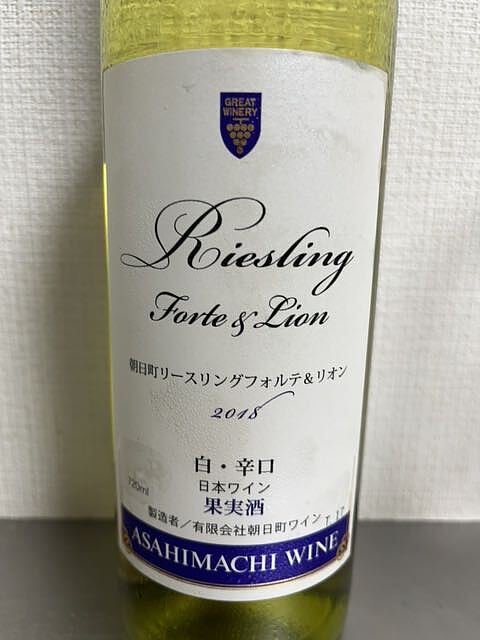 GREAT
WINERY
Riesling
Forte & Lion
朝日町リースリングフォルテ&リオン
2018
白・辛口
日本ワイン
720ml
果実酒
製造者/有限会社朝日町ワイン
ASAHIMACHI WINE